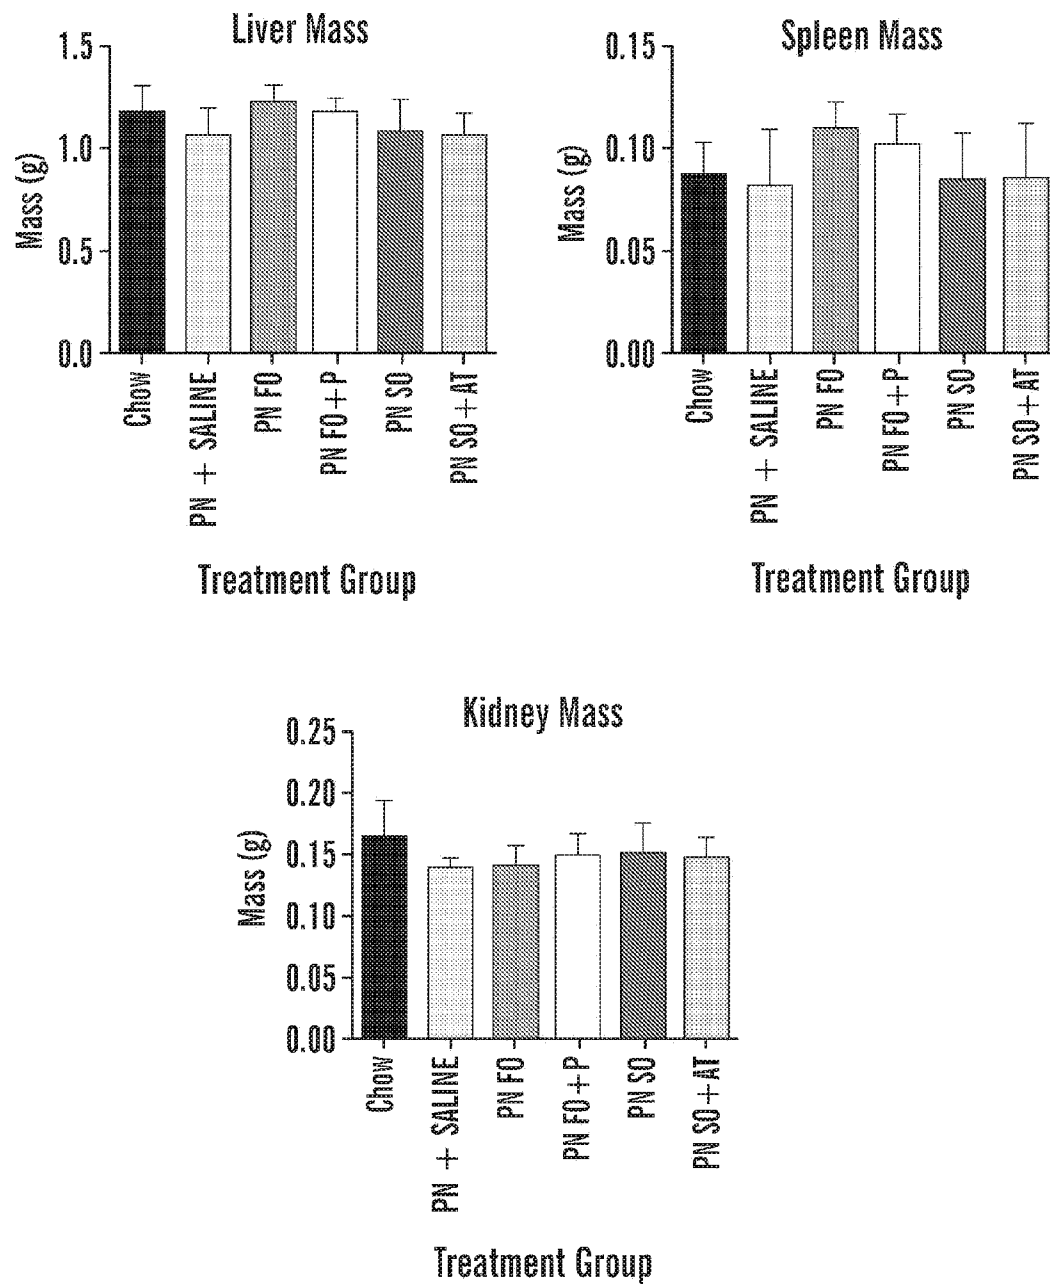 Liver Mass
1.5
1.0
0.5
0.0
Mass (g)
Chow
PN + SALINE
PN FO
PN FO+P
PN SO
PN SO+AT
Treatment Group
Spleen Mass
0.15
0.10
0.05
0.00
Mass (g)
Chow
PN + SALINE
PN FO
PN FO+P
PN SO
PN SO+AT
Treatment Group
Kidney Mass
0.25
0.20
0.15
0.10
0.05
0.00
Mass (g)
Chow
PN + SALINE
PN FO
PN FO+P
PN SO
PN SO+AT
Treatment Group